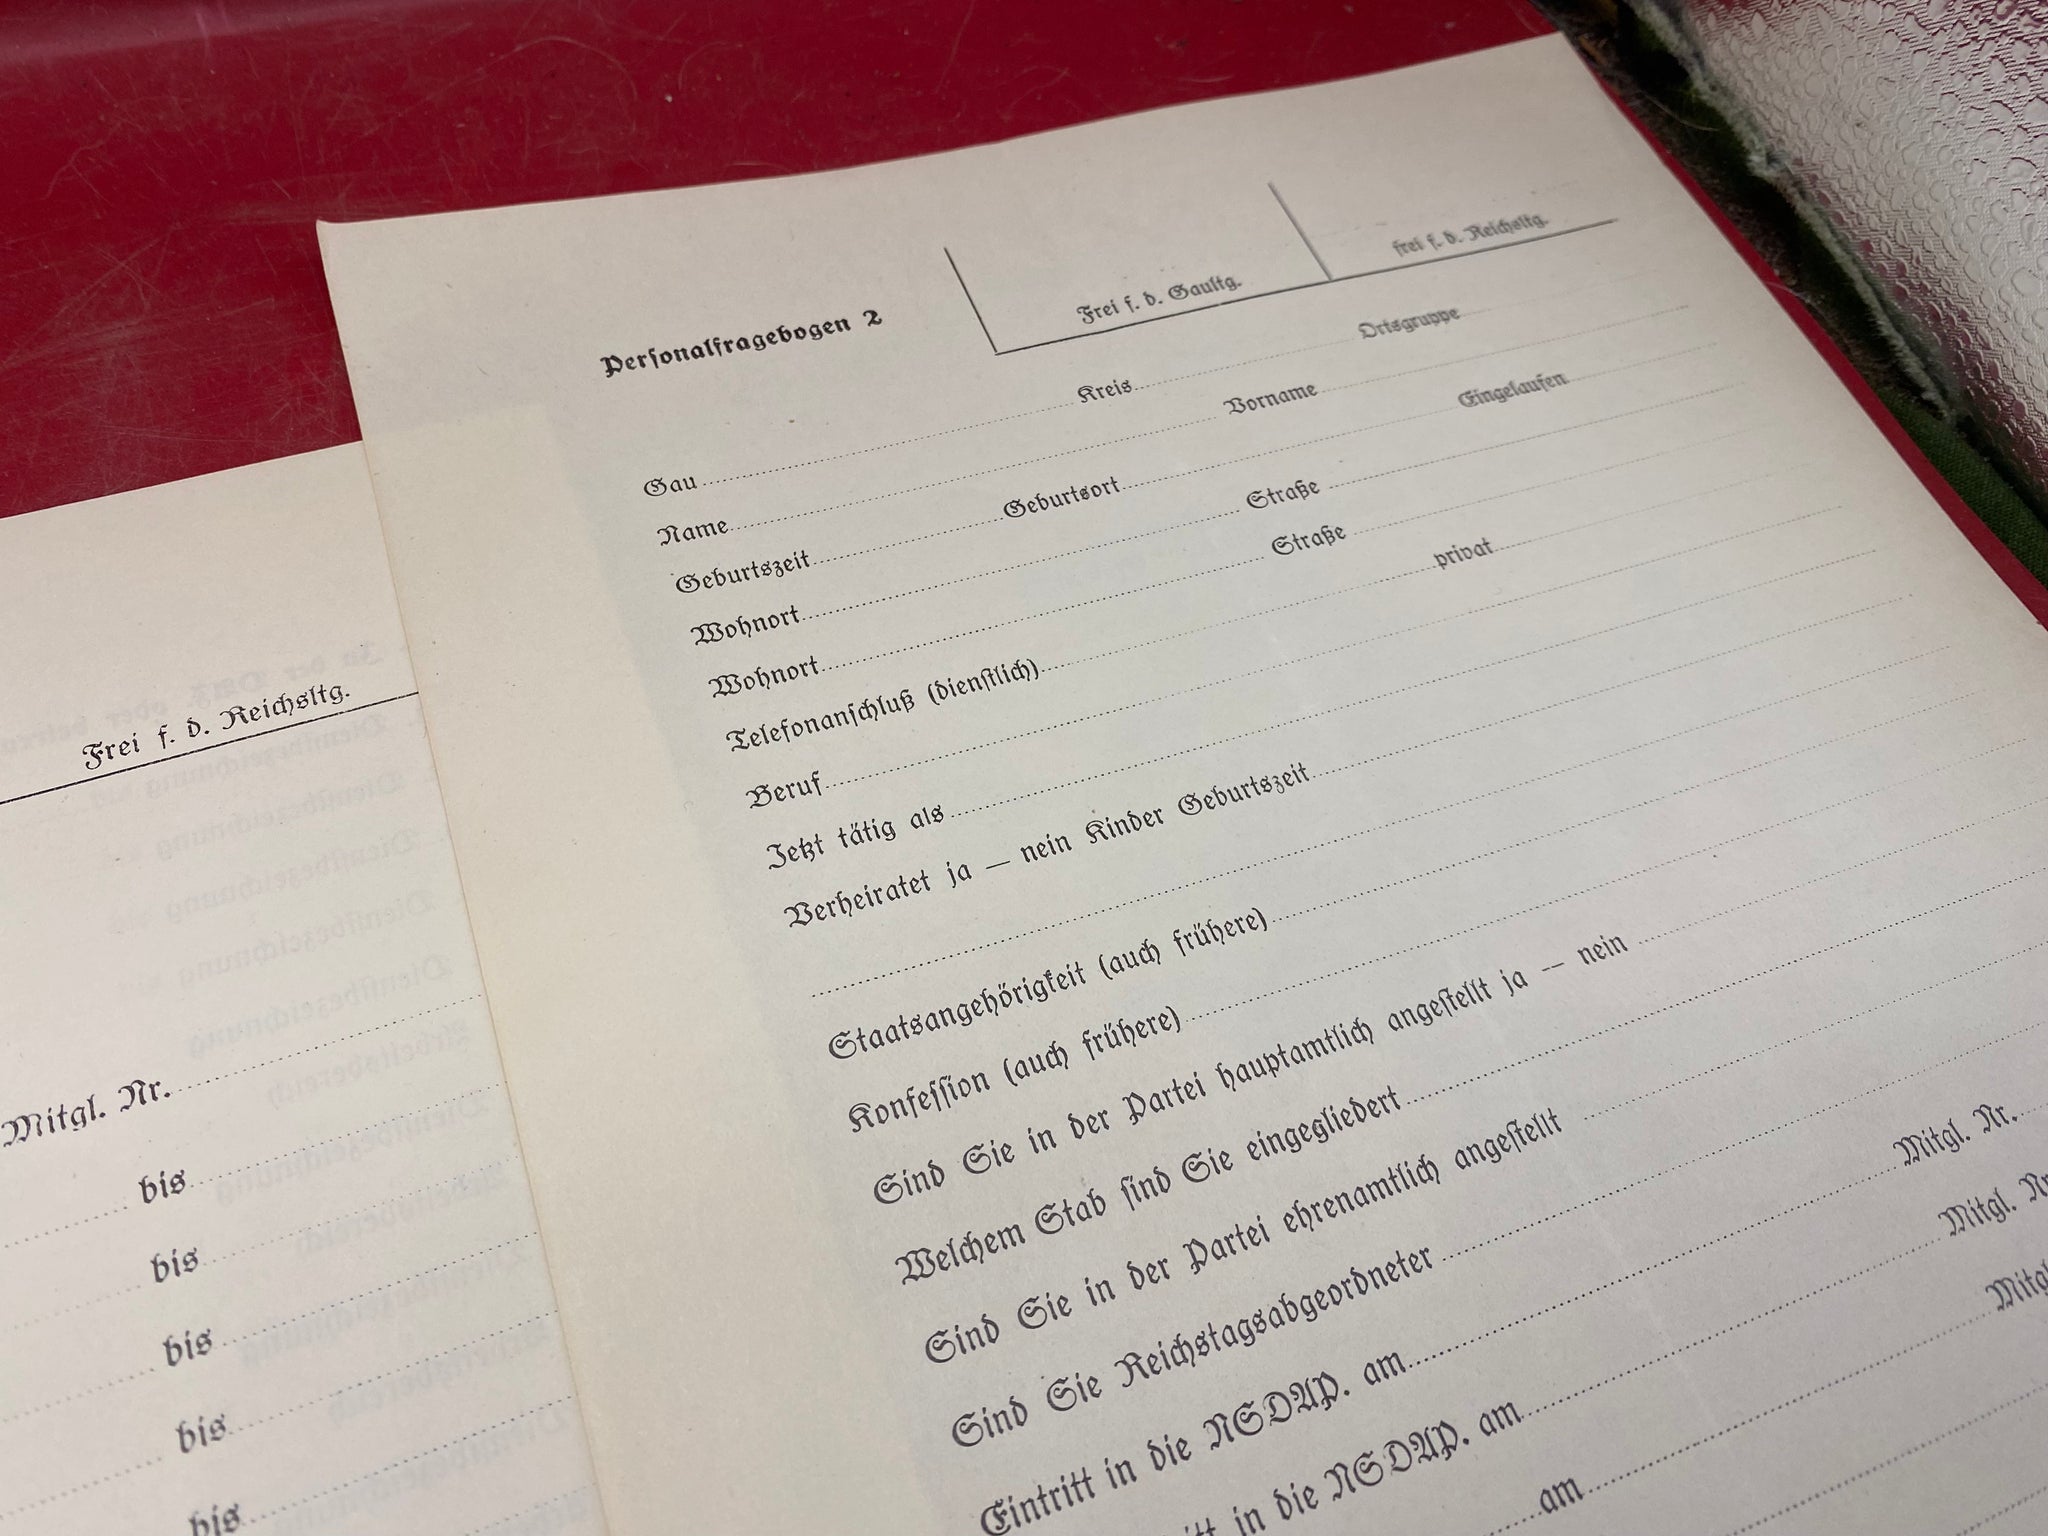 Personalfragebogen 2
Frei f. d. Gaultg.
frei f. d. Reichsltg.
Gau Kreis Ortsgruppe
Name Vorname
Geburtszeit Geburtsort Eingelaufen
Wohnort Straße
Wohnort Straße
Telefonanschluß (dienstlich) privat
Beruf
Jetzt tätig als
Verheiratet ja — nein Kinder Geburtszeit
Staatsangehörigkeit (auch frühere)
Konfession (auch frühere)
Sind Sie in der Partei hauptamtlich angestellt ja — nein
Welchem Stab sind Sie eingegliedert
Sind Sie in der Partei ehrenamtlich angestellt
Sind Sie Reichstagsabgeordneter
Eintritt in die NSDAP. am Mitgl. Nr.
in die NSDAP. am Mitgl. Nr.
am Mitgl.
Frei f. d. Reichsltg.
Mitgl. Nr.
bis
bis
bis
bis
bis